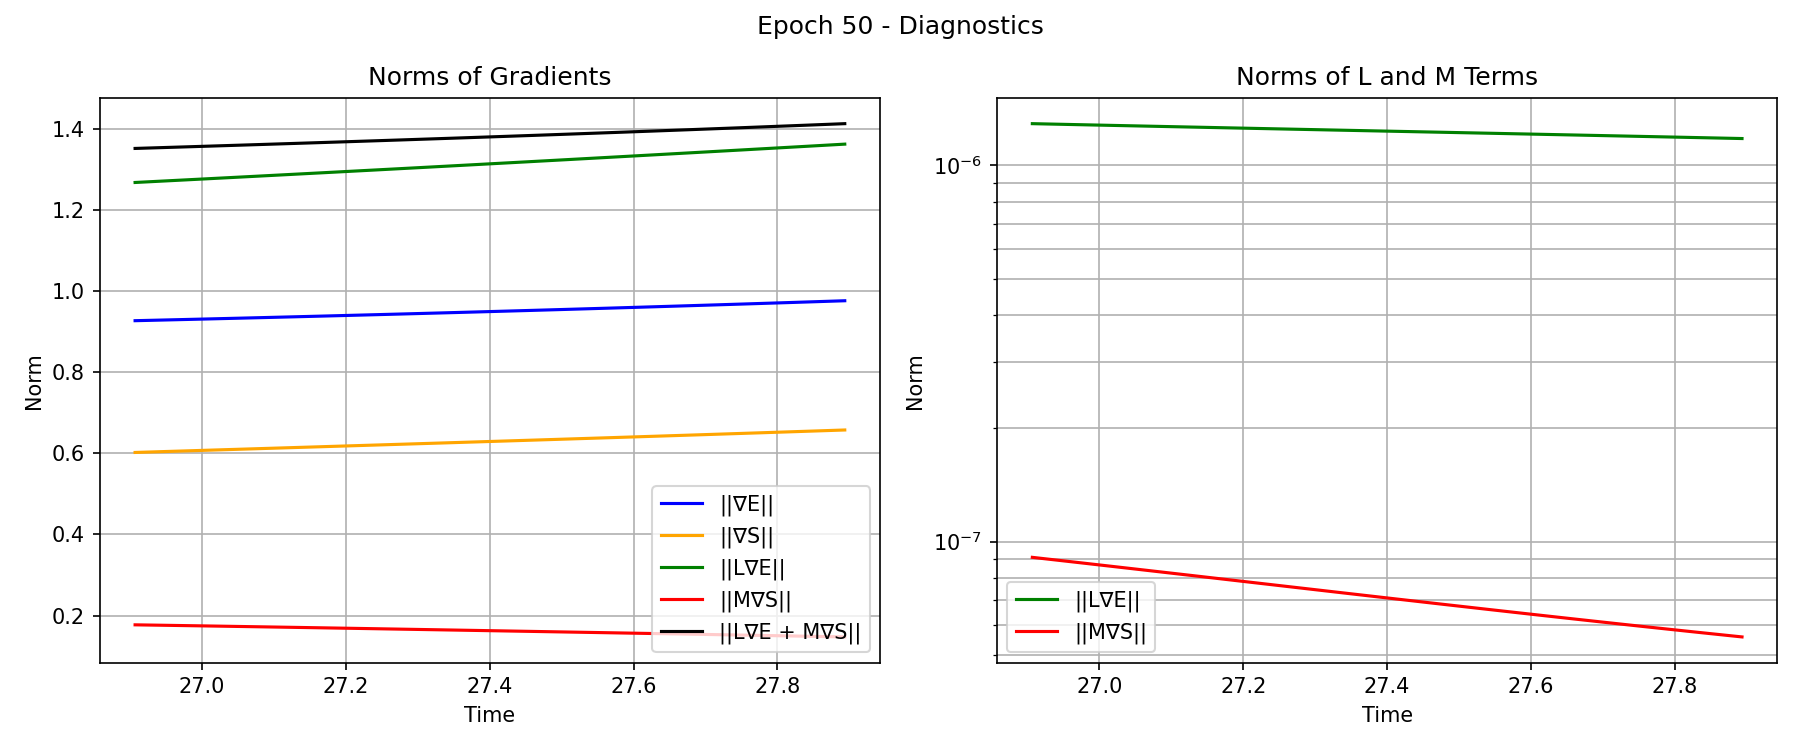 Epoch 50 - Diagnostics
Norms of Gradients
Norm
1.4
1.2
1.0
0.8
0.6
0.4
0.2
||∇E||
||∇S||
||L∇E||
||M∇S||
||L∇E + M∇S||
27.0 27.2 27.4 27.6 27.8
Time
Norms of L and M Terms
Norm
10⁻⁶
10⁻⁷
||L∇E||
||M∇S||
27.0 27.2 27.4 27.6 27.8
Time